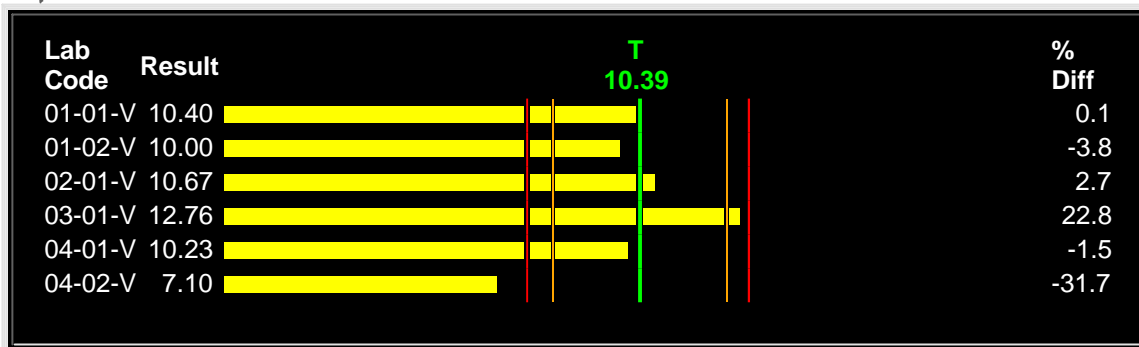 Lab Code Result T 10.39 % Diff
01-01-V 10.40 0.1
01-02-V 10.00 -3.8
02-01-V 10.67 2.7
03-01-V 12.76 22.8
04-01-V 10.23 -1.5
04-02-V 7.10 -31.7